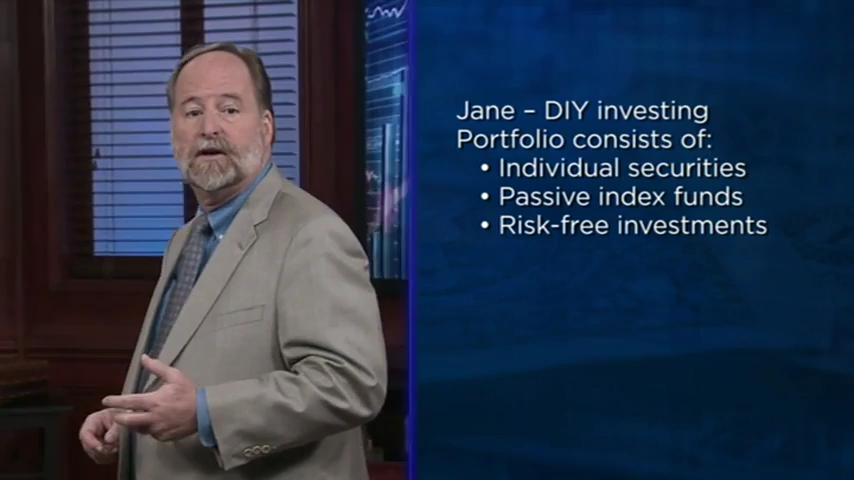 Jane – DIY investing
Portfolio consists of:
• Individual securities
• Passive index funds
• Risk-free investments